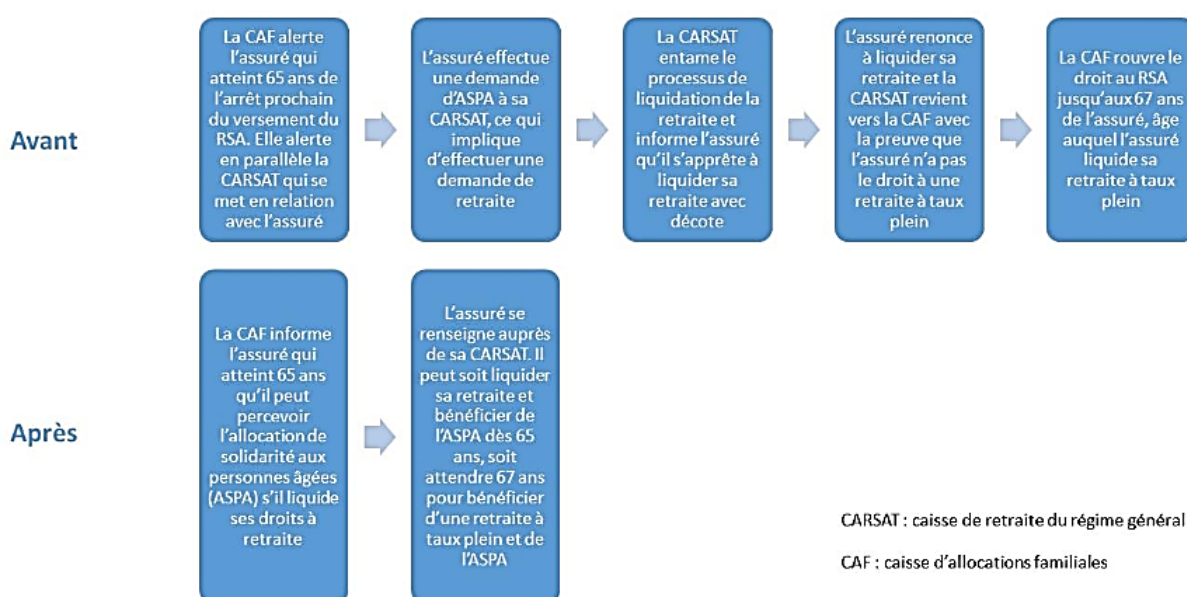 Avant
La CAF alerte
l'assuré qui
atteint 65 ans de
l'arrêt prochain
du versement du
RSA. Elle alerte
en parallèle la
CARSAT qui se
met en relation
avec l'assuré
L'assuré effectue
une demande
d'ASPA à sa
CARSAT, ce qui
implique
d'effectuer une
demande de
retraite
La CARSAT
entame le
processus de
liquidation de la
retraite et
informe l'assuré
qu'il s'apprête à
liquider sa
retraite avec
décote
L'assuré renonce
à liquider sa
retraite et la
CARSAT revient
vers la CAF avec
la preuve que
l'assuré n'a pas
le droit à une
retraite à taux
plein
La CAF rouvre le
droit au RSA
jusqu'aux 67 ans
de l'assuré, âge
auquel l'assuré
liquide sa
retraite à taux
plein
Après
La CAF informe
l'assuré qui
atteint 65 ans
qu'il peut
percevoir
l'allocation de
solidarité aux
personnes âgées
(ASPA) s'il liquide
ses droits à
retraite
L'assuré se
renseigne auprès
de sa CARSAT. Il
peut soit liquider
sa retraite et
bénéficier de
l'ASPA dès 65
ans, soit
attendre 67 ans
pour bénéficier
d'une retraite à
taux plein et de
l'ASPA
CARSAT : caisse de retraite du régime général
CAF : caisse d'allocations familiales